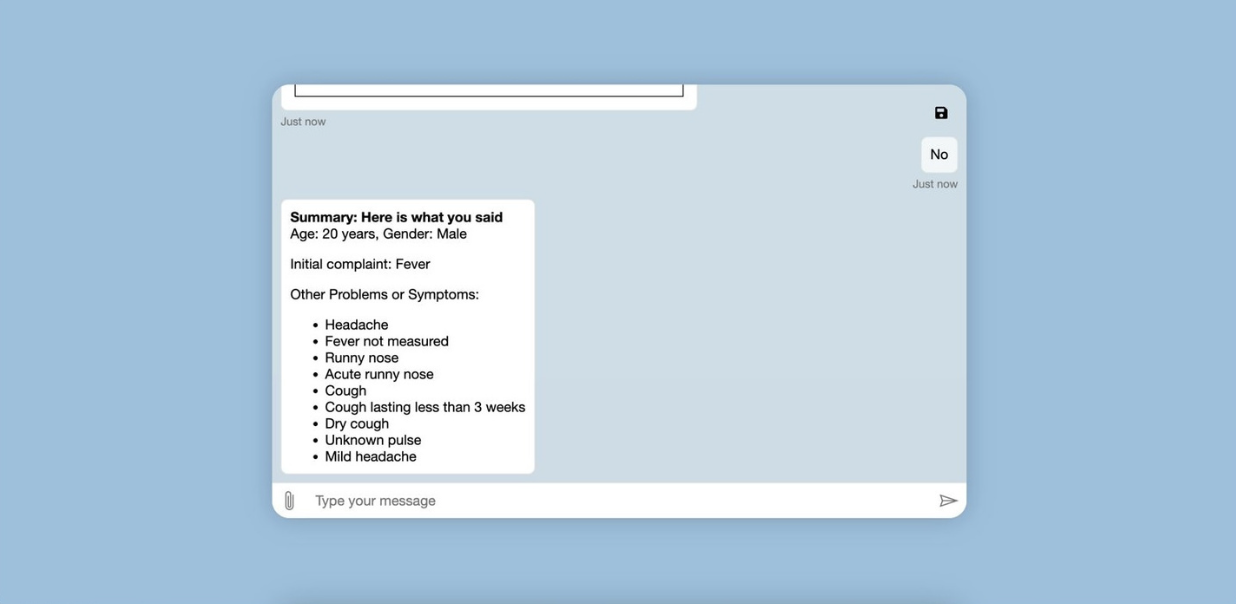 Just now
No
Just now
Summary: Here is what you said
Age: 20 years, Gender: Male
Initial complaint: Fever
Other Problems or Symptoms:
• Headache
• Fever not measured
• Runny nose
• Acute runny nose
• Cough
• Cough lasting less than 3 weeks
• Dry cough
• Unknown pulse
• Mild headache
Type your message